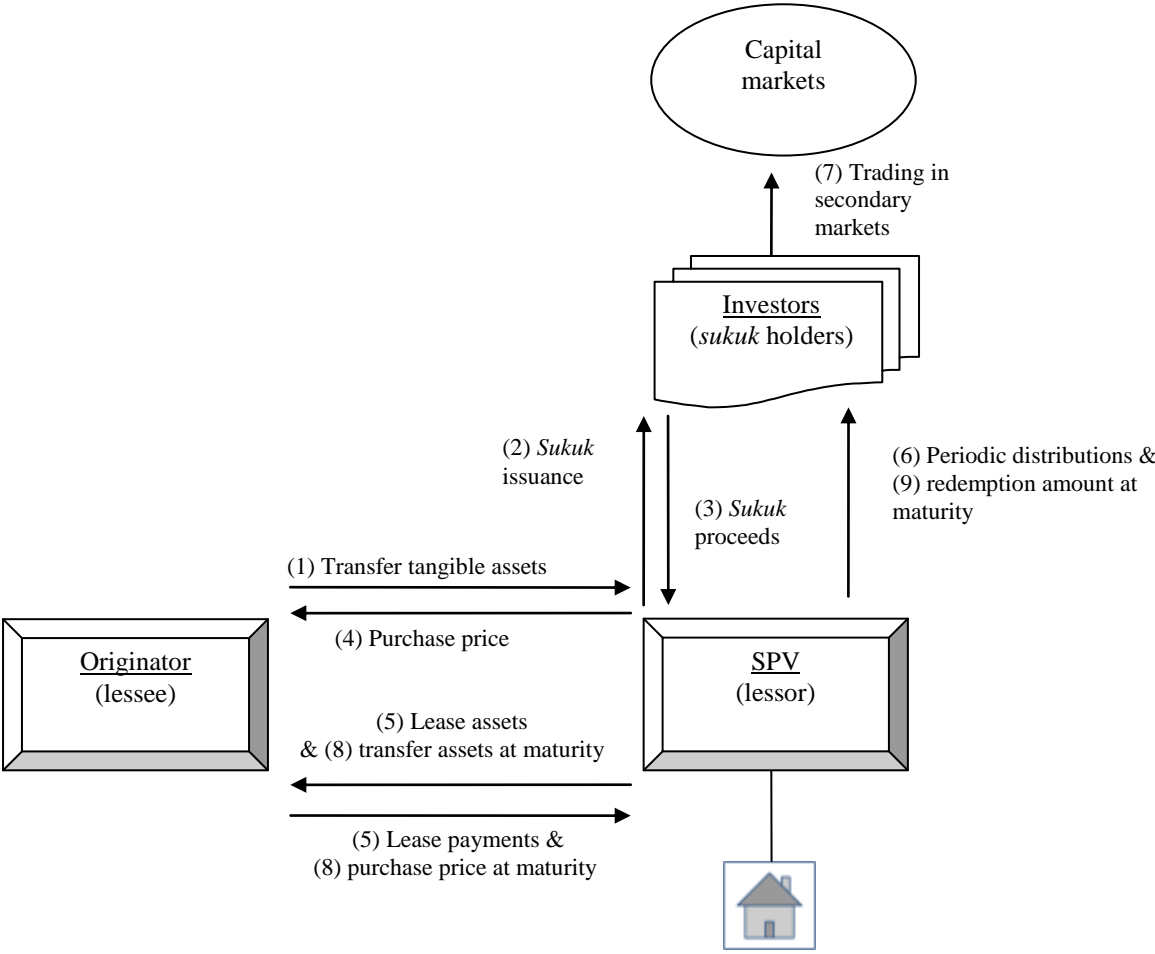 Capital
markets
(7) Trading in
secondary
markets
Investors
(sukuk holders)
(2) Sukuk
issuance
(3) Sukuk
proceeds
(6) Periodic distributions &
(9) redemption amount at
maturity
(1) Transfer tangible assets
(4) Purchase price
Originator
(lessee)
SPV
(lessor)
(5) Lease assets
& (8) transfer assets at maturity
(5) Lease payments &
(8) purchase price at maturity